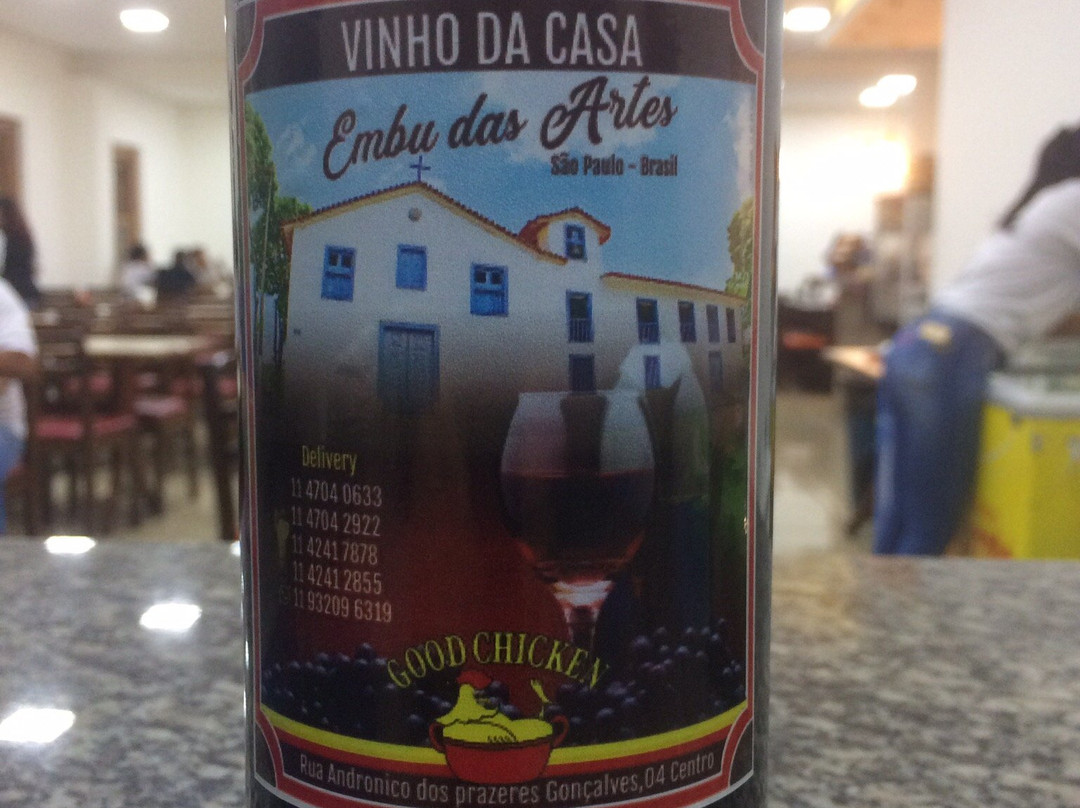 VINHO DA CASA
Embu das Artes
São Paulo - Brasil
Delivery
11 4704 0633
11 4704 2922
11 4241 7878
11 4241 2855
11 93209 6319
GOOD CHICKEN
Rua Andronico dos prazeres Gonçalves,04 Centro